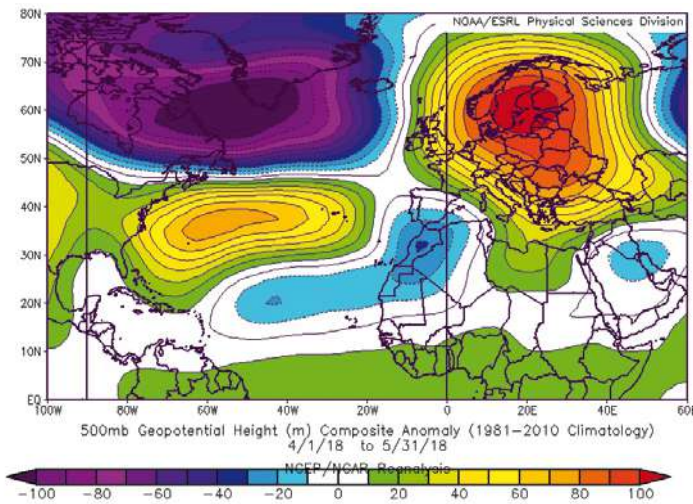 NOAA/ESRL Physical Sciences Division
80N
70N
60N
50N
40N
30N
20N
10N
EQ
100W 80W 60W 40W 20W 0 20E 40E 60E
500mb Geopotential Height (m) Composite Anomaly (1981-2010 Climatology)
4/1/18 to 5/31/18
NCEP/NCAR Reanalysis
-100 -80 -60 -40 -20 0 20 40 60 80 100